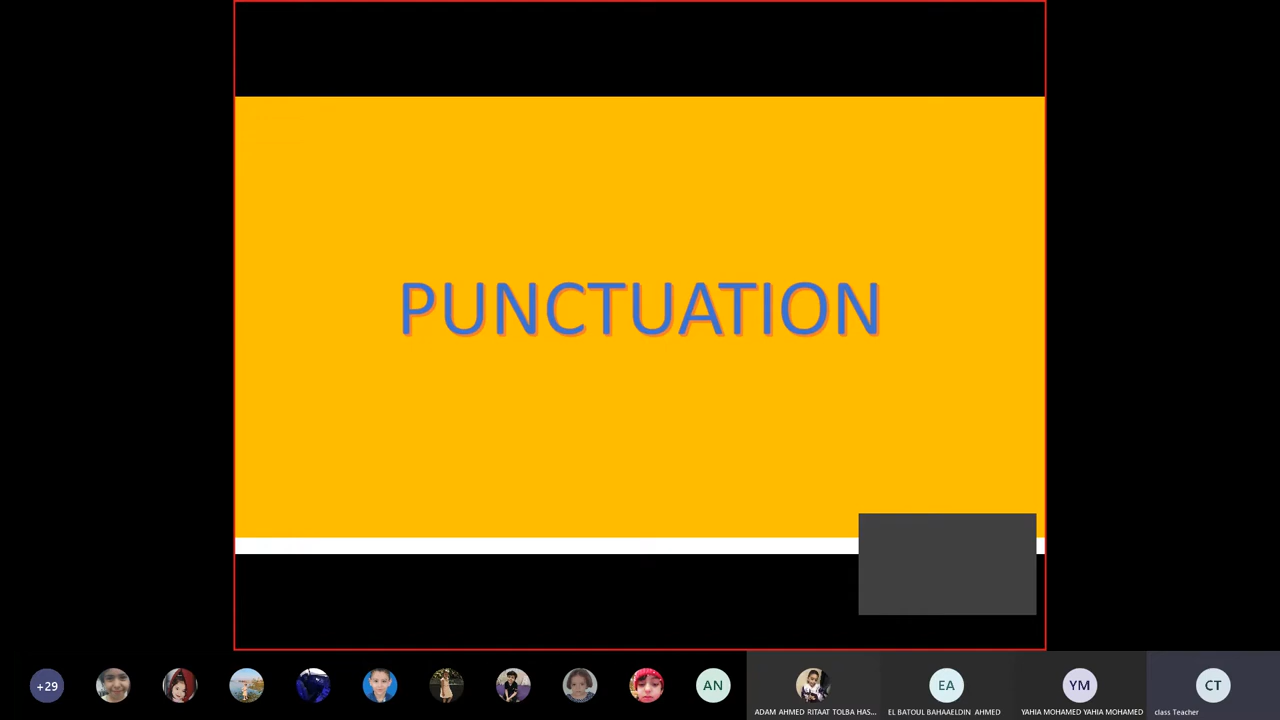 PUNCTUATION
+29
AN
EA
YM
CT
ADAM AHMED RITAAT TOLBA HAS...
EL BATOUL BAHAAELDIN AHMED
YAHIA MOHAMED YAHIA MOHAMED
class Teacher